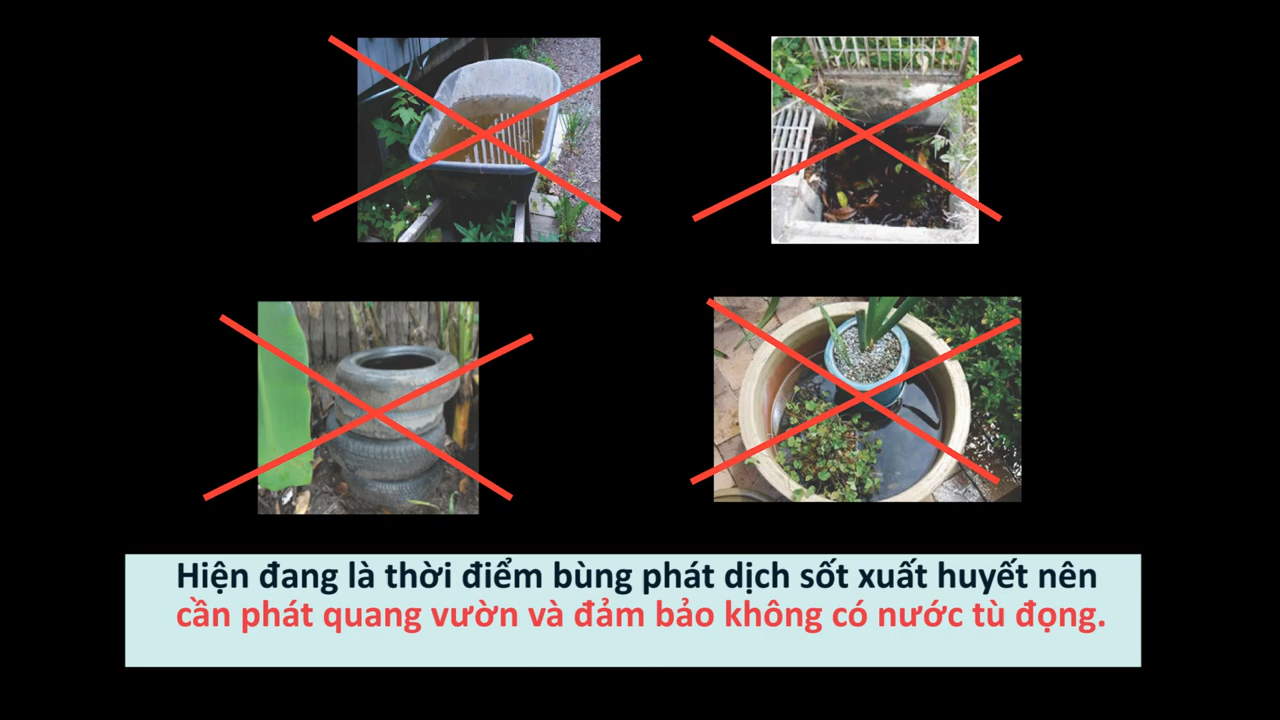 Hiện đang là thời điểm bùng phát dịch sốt xuất huyết nên
cần phát quang vườn và đảm bảo không có nước tù đọng.